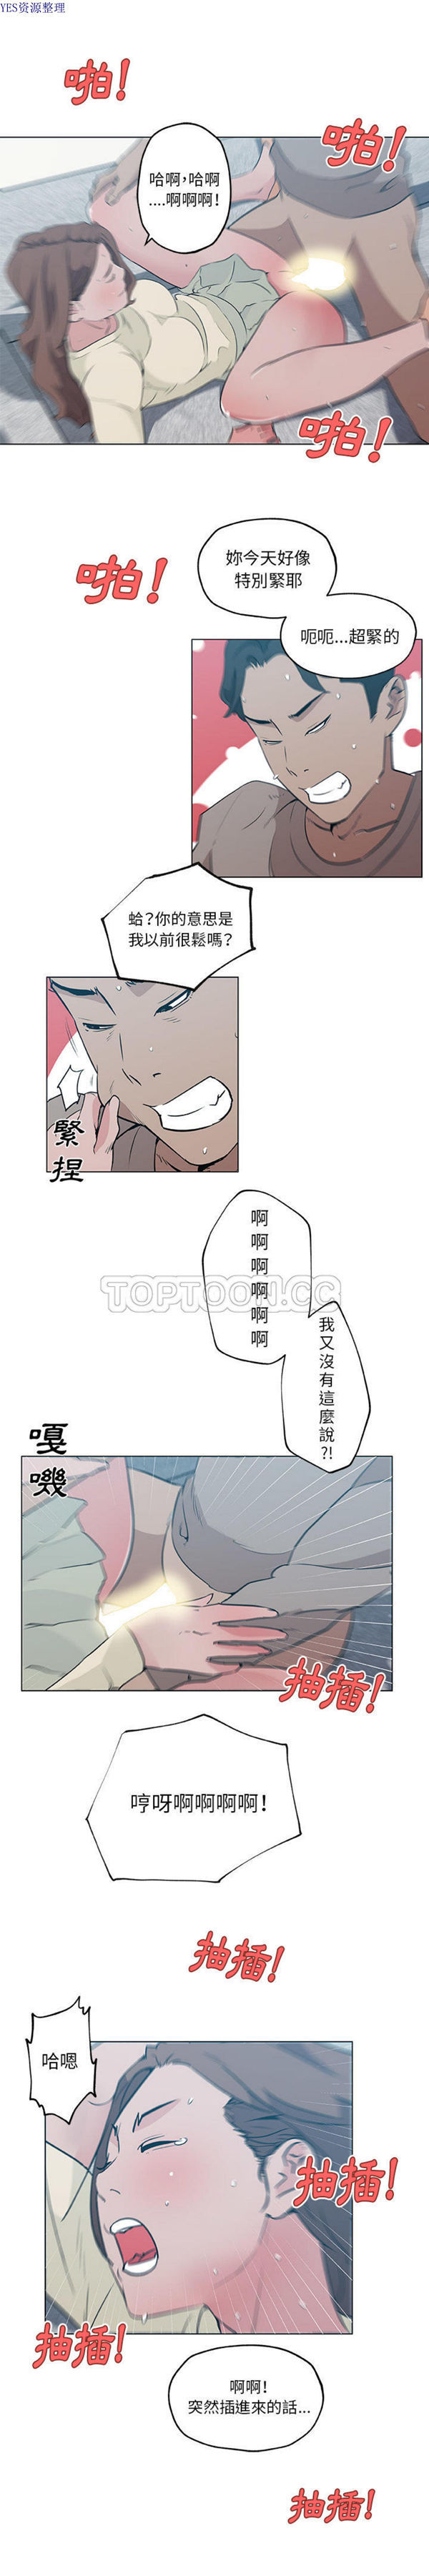 YES资源整理
啪!
啪!
哈啊,哈啊
....啊啊啊!
啪!
啪!
妳今天好像
特別緊耶
呃呃...超緊的
蛤?你的意思是
我以前很鬆嗎?
緊捏
啊啊啊啊啊啊
我又沒有這麼說?!
TOPTOON.CC
嘎嘰
抽插!
哼呀啊啊啊啊!
抽插!
哈嗯
抽插!
抽插!
啊啊!
突然插進來的話...
抽插!